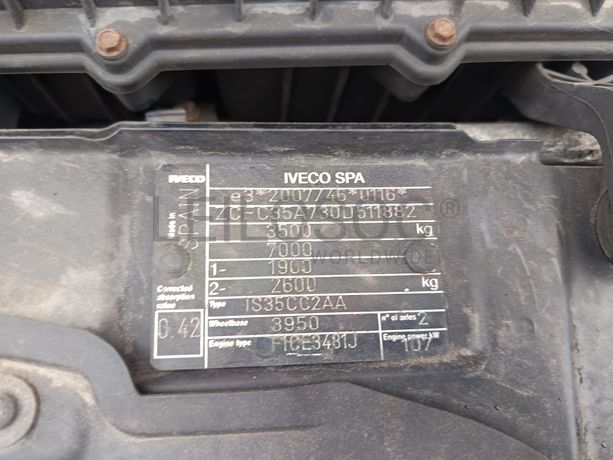 IVECO
IVECO SPA
e3*2007/46*0116*
ZCFC35A730D511882
Made in SPAIN
3500 kg
7000
1- 1900
2- 2600 kg
Corrected absorption value
0.42
Type IS35CC2AA
Wheelbase 3950 n° of axles 2
Engine type F1CE3481J Engine power kW 107
LEILOSOC
WORLDWIDE